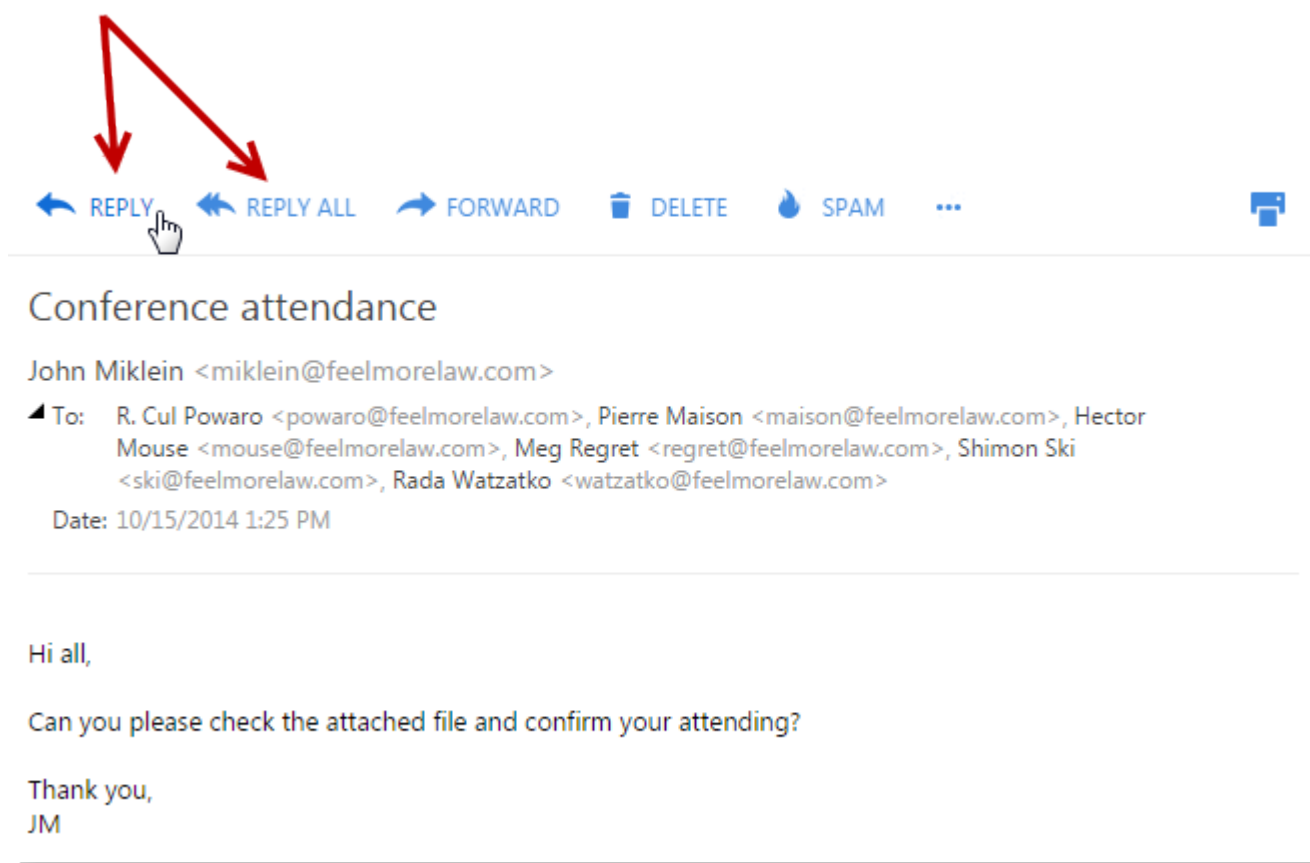 REPLY REPLY ALL FORWARD DELETE SPAM ...
Conference attendance
John Miklein <miklein@feelmorelaw.com>
To: R. Cul Powaro <powaro@feelmorelaw.com>, Pierre Maison <maison@feelmorelaw.com>, Hector
Mouse <mouse@feelmorelaw.com>, Meg Regret <regret@feelmorelaw.com>, Shimon Ski
<ski@feelmorelaw.com>, Rada Watzatko <watzatko@feelmorelaw.com>
Date: 10/15/2014 1:25 PM
Hi all,
Can you please check the attached file and confirm your attending?
Thank you,
JM